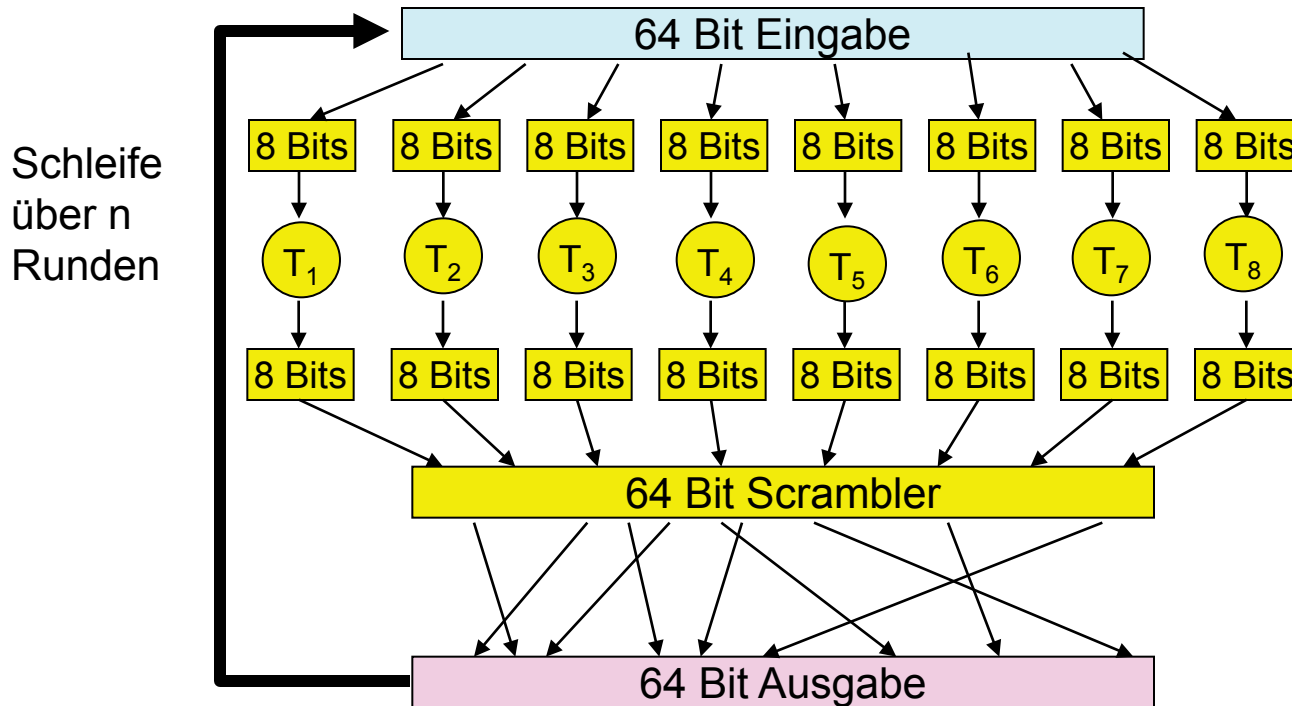 64 Bit Eingabe
8 Bits 8 Bits 8 Bits 8 Bits 8 Bits 8 Bits 8 Bits 8 Bits
Schleife
über n
Runden
T1 T2 T3 T4 T5 T6 T7 T8
8 Bits 8 Bits 8 Bits 8 Bits 8 Bits 8 Bits 8 Bits 8 Bits
64 Bit Scrambler
64 Bit Ausgabe